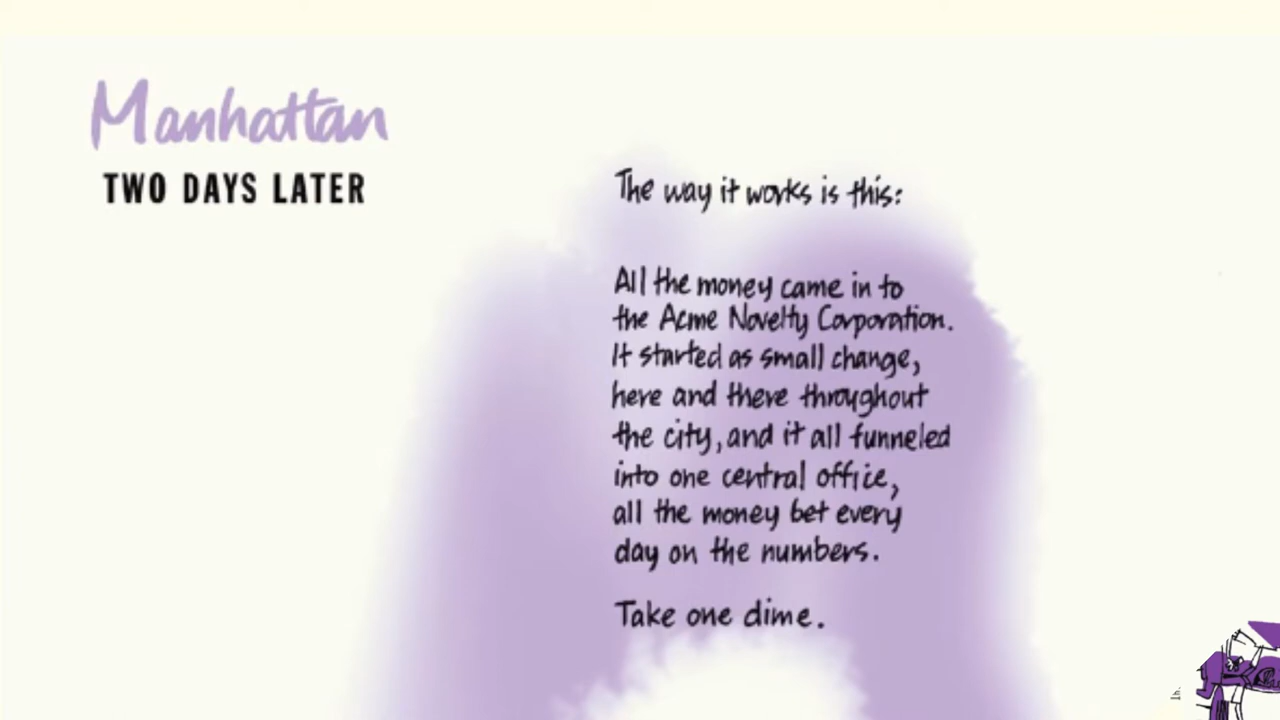 Manhattan
TWO DAYS LATER
The way it works is this:
All the money came in to
the Acme Novelty Corporation.
It started as small change,
here and there throughout
the city, and it all funneled
into one central office,
all the money bet every
day on the numbers.
Take one dime.